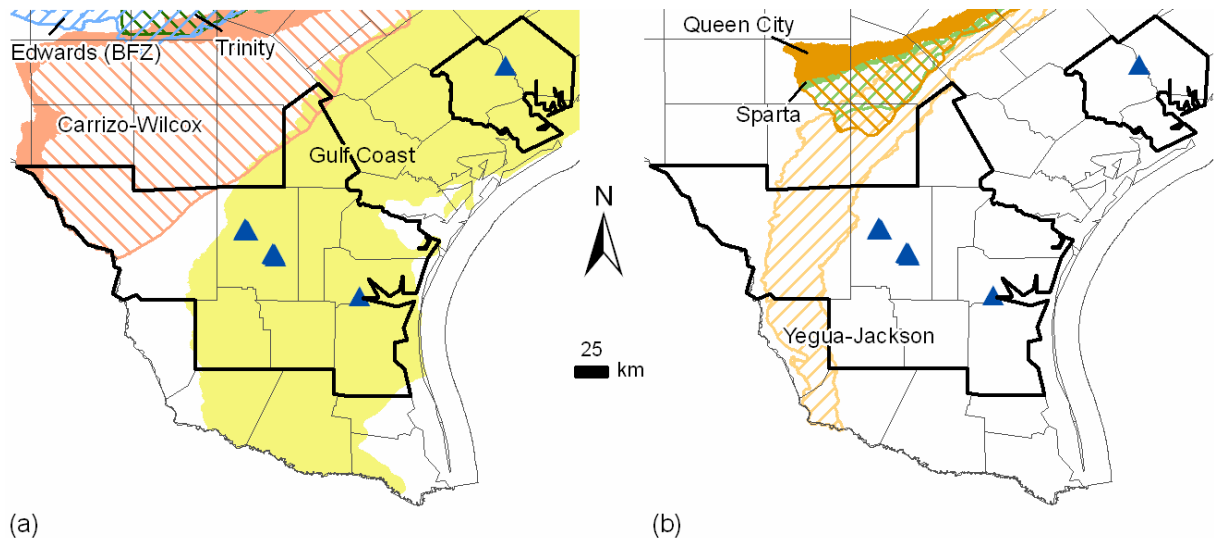 Edwards (BFZ)
Trinity
Carrizo-Wilcox
Gulf Coast
N
25
km
(a)
Queen City
Sparta
Yegua-Jackson
(b)